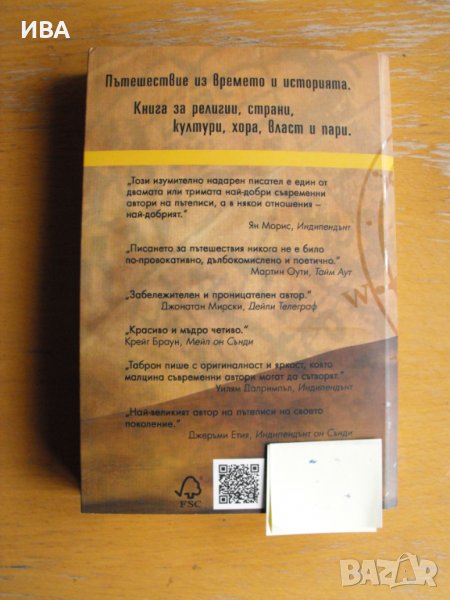 ИВА
Пътешествие из времето и историята.
Книга за религии, страни,
култури, хора, власт и пари.
„Този изумително надарен писател е един от
двамата или тримата най-добри съвременни
автори на пътеписи, а в някои отношения –
най-добрият.“
Ян Морис, Индипендънт
„Писането за пътешествия никога не е било
по-провокативно, дълбокомислено и поетично.“
Мартин Оути, Тайм Аут
„Забележителен и проницателен автор.“
Джонатан Мирски, Дейли Телеграф
„Красиво и мъдро четиво.“
Крейг Браун, Мейл он Сънди
„Таброн пише с оригиналност и яркост, която
малцина съвременни автори могат да сътворят.“
Уилям Далримпъл, Индипендънт
„Най-великият автор на пътеписи на своето
поколение.“
Джеръми Етия, Индипендънт он Сънди
W
FSC
BAZAR